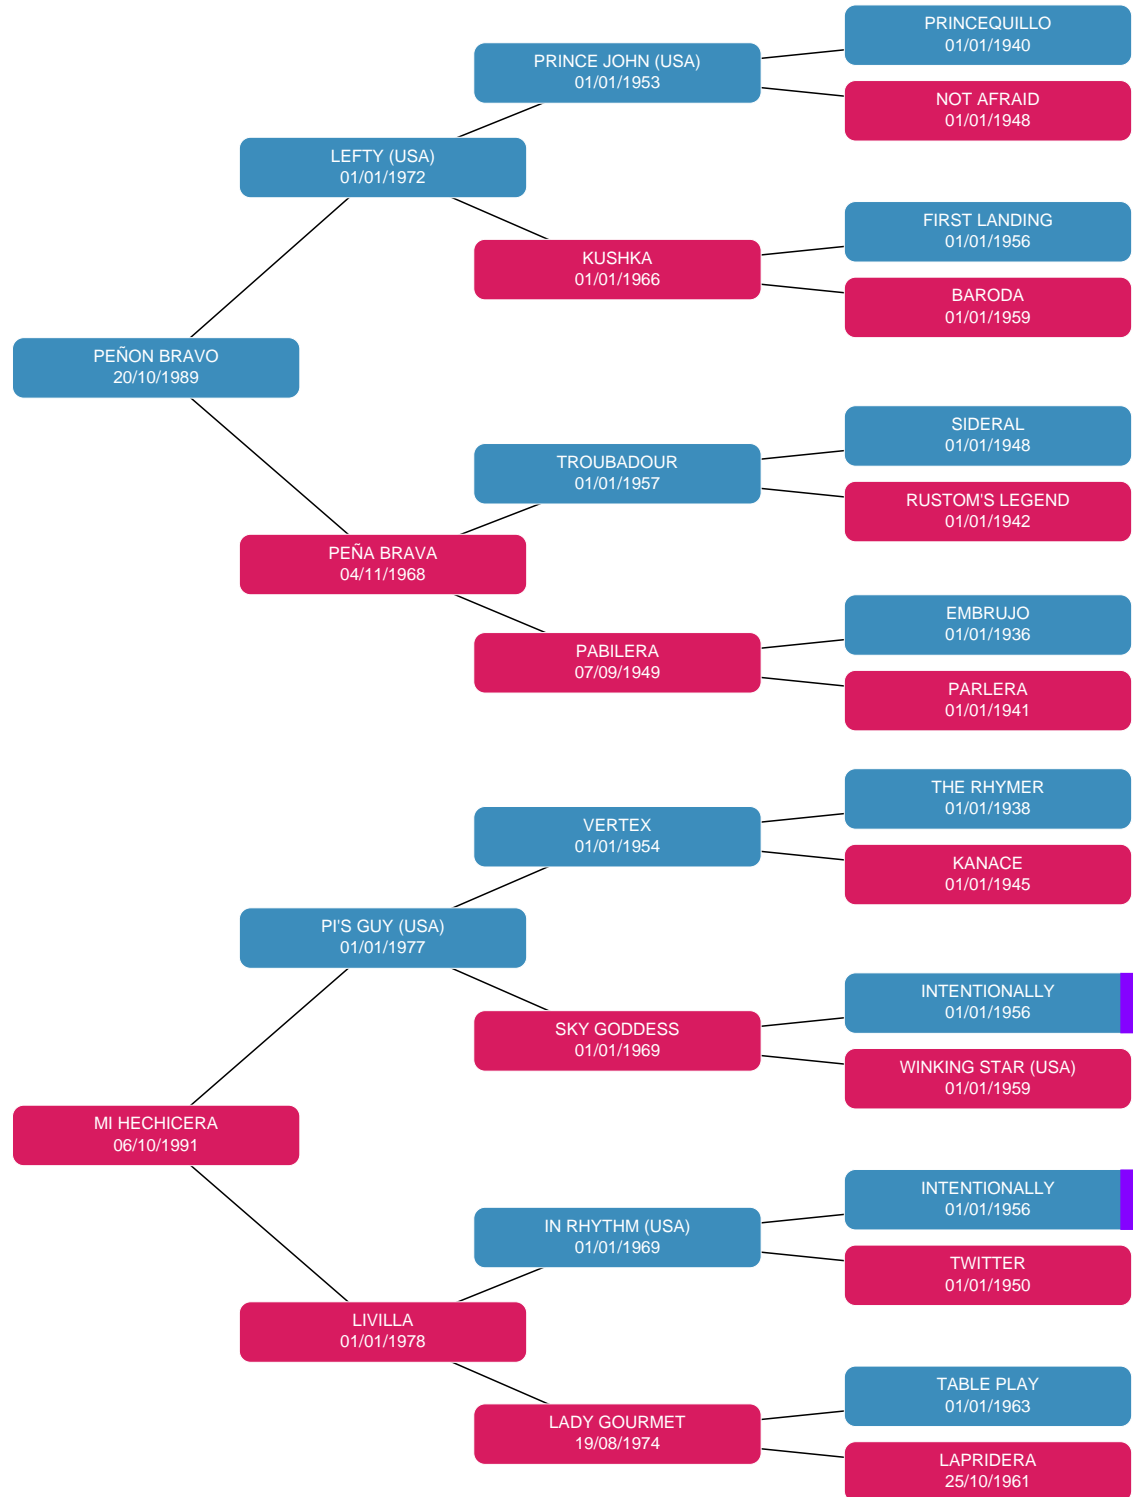 PRINCEQUILLO
01/01/1940
PRINCE JOHN (USA)
01/01/1953
NOT AFRAID
01/01/1948
LEFTY (USA)
01/01/1972
FIRST LANDING
01/01/1956
KUSHKA
01/01/1966
BARODA
01/01/1959
PEÑON BRAVO
20/10/1989
SIDERAL
01/01/1948
TROUBADOUR
01/01/1957
RUSTOM'S LEGEND
01/01/1942
PEÑA BRAVA
04/11/1968
EMBRUJO
01/01/1936
PABILERA
07/09/1949
PARLERA
01/01/1941
THE RHYMER
01/01/1938
VERTEX
01/01/1954
KANACE
01/01/1945
PI'S GUY (USA)
01/01/1977
INTENTIONALLY
01/01/1956
SKY GODDESS
01/01/1969
WINKING STAR (USA)
01/01/1959
MI HECHICERA
06/10/1991
INTENTIONALLY
01/01/1956
IN RHYTHM (USA)
01/01/1969
TWITTER
01/01/1950
LIVILLA
01/01/1978
TABLE PLAY
01/01/1963
LADY GOURMET
19/08/1974
LAPRIDERA
25/10/1961